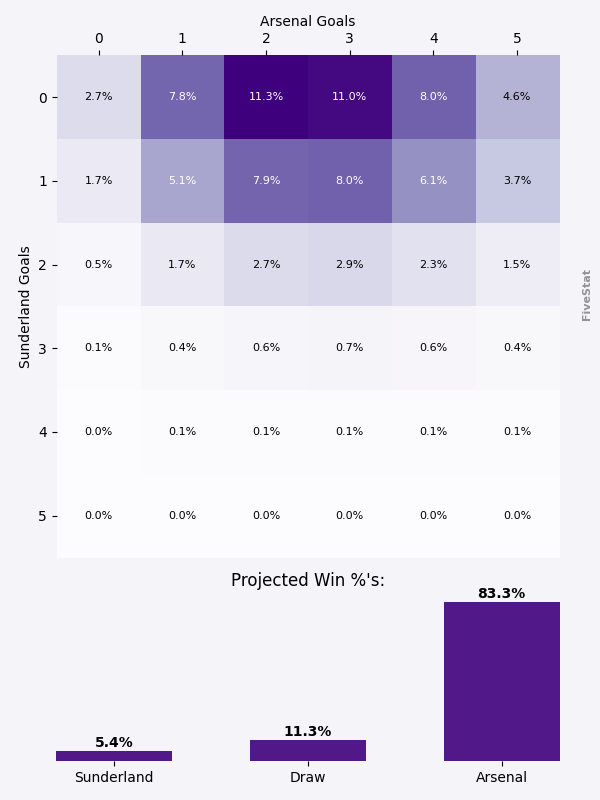 Arsenal Goals
0 1 2 3 4 5
0 2.7% 7.8% 11.3% 11.0% 8.0% 4.6%
1 1.7% 5.1% 7.9% 8.0% 6.1% 3.7%
2 0.5% 1.7% 2.7% 2.9% 2.3% 1.5%
3 0.1% 0.4% 0.6% 0.7% 0.6% 0.4%
4 0.0% 0.1% 0.1% 0.1% 0.1% 0.1%
5 0.0% 0.0% 0.0% 0.0% 0.0% 0.0%
Sunderland Goals
FiveStat
Projected Win %'s:
5.4% 11.3% 83.3%
Sunderland Draw Arsenal